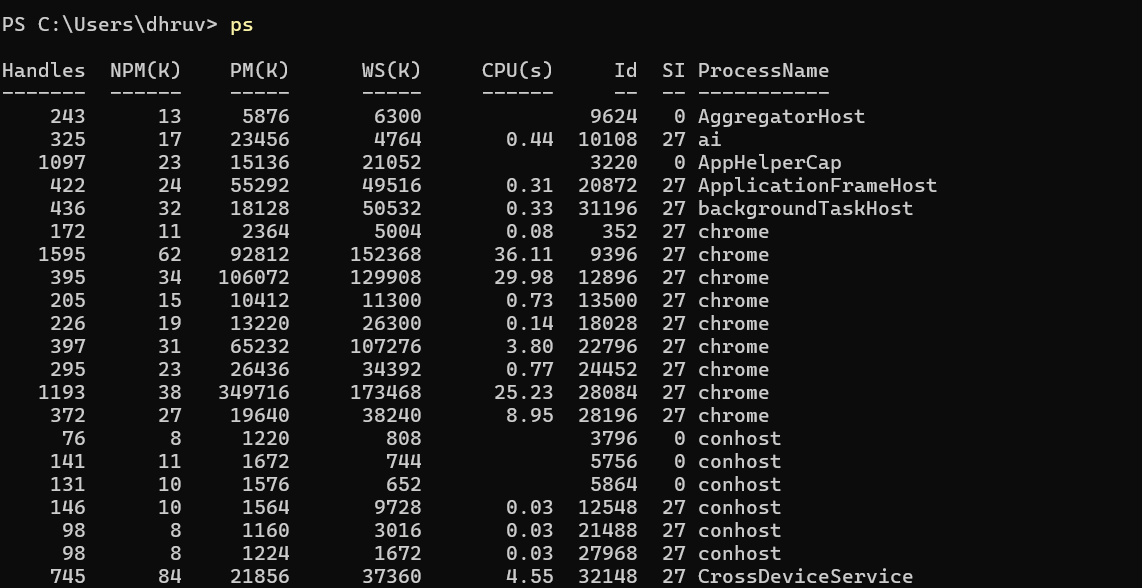 PS C:\Users\dhruv> ps
Handles  NPM(K)    PM(K)      WS(K)     CPU(s)     Id  SI ProcessName
-------  ------    -----      -----     ------     --  -- -----------
    243      13     5876       6300              9624   0 AggregatorHost
    325      17    23456       4764       0.44  10108  27 ai
   1097      23    15136      21052              3220   0 AppHelperCap
    422      24    55292      49516       0.31  20872  27 ApplicationFrameHost
    436      32    18128      50532       0.33  31196  27 backgroundTaskHost
    172      11     2364       5004       0.08    352  27 chrome
   1595      62    92812     152368      36.11   9396  27 chrome
    395      34   106072     129908      29.98  12896  27 chrome
    205      15    10412      11300       0.73  13500  27 chrome
    226      19    13220      26300       0.14  18028  27 chrome
    397      31    65232     107276       3.80  22796  27 chrome
    295      23    26436      34392       0.77  24452  27 chrome
   1193      38   349716     173468      25.23  28084  27 chrome
    372      27    19640      38240       8.95  28196  27 chrome
     76       8     1220        808              3796   0 conhost
    141      11     1672        744              5756   0 conhost
    131      10     1576        652              5864   0 conhost
    146      10     1564       9728       0.03  12548  27 conhost
     98       8     1160       3016       0.03  21488  27 conhost
     98       8     1224       1672       0.03  27968  27 conhost
    745      84    21856      37360       4.55  32148  27 CrossDeviceService